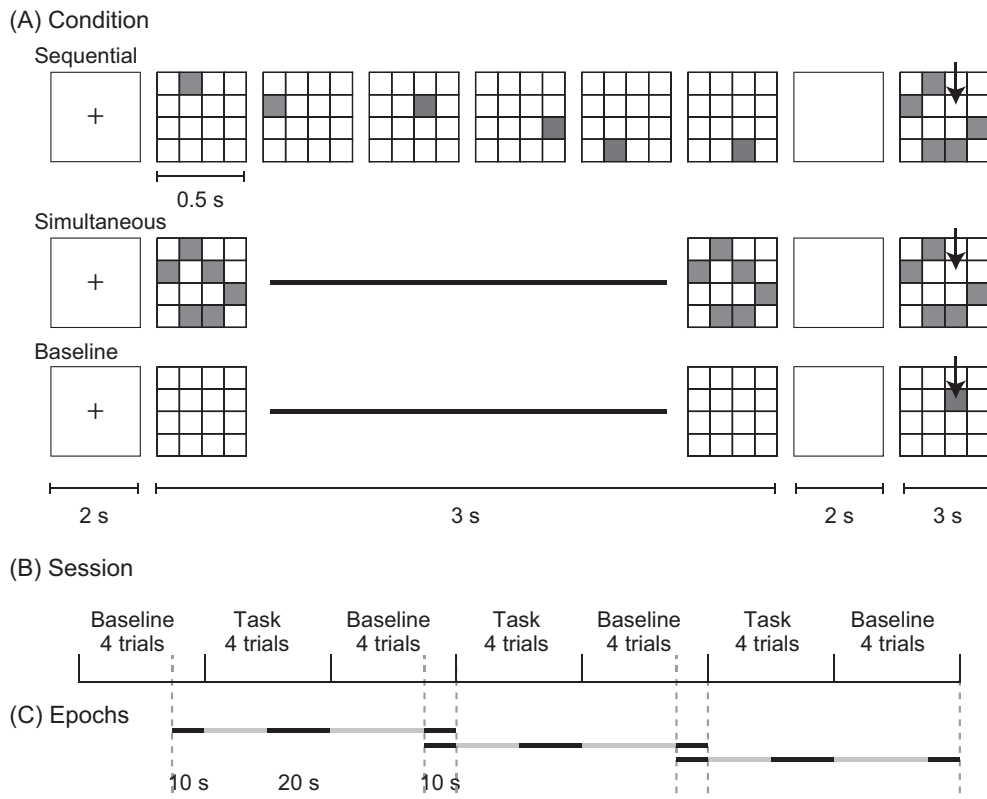 (A) Condition
Sequential
+
0.5 s
Simultaneous
+
Baseline
+
2 s 3 s 2 s 3 s
(B) Session
Baseline Task Baseline Task Baseline Task Baseline
4 trials 4 trials 4 trials 4 trials 4 trials 4 trials 4 trials
(C) Epochs
10 s 20 s 10 s